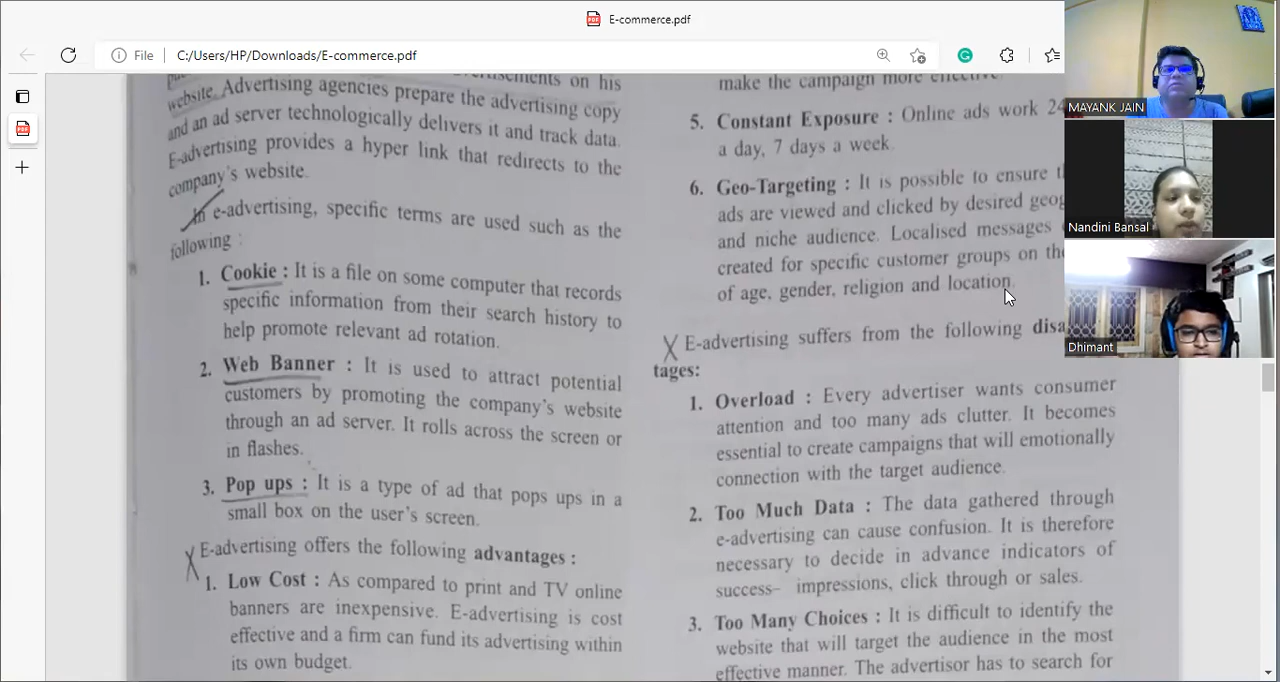 E-commerce.pdf
File
C:/Users/HP/Downloads/E-commerce.pdf
on his
website. Advertising agencies prepare the advertising copy
and an ad server technologically delivers it and track data.
E-advertising provides a hyper link that redirects to the
company's website.
In e-advertising, specific terms are used such as the
following :
1. Cookie : It is a file on some computer that records
specific information from their search history to
help promote relevant ad rotation.
2. Web Banner : It is used to attract potential
customers by promoting the company's website
through an ad server. It rolls across the screen or
in flashes.
3. Pop ups : It is a type of ad that pops ups in a
small box on the user's screen.
E-advertising offers the following advantages :
1. Low Cost : As compared to print and TV online
banners are inexpensive. E-advertising is cost
effective and a firm can fund its advertising within
its own budget.
make the campaign more effective.
5. Constant Exposure : Online ads work 24
a day, 7 days a week.
6. Geo-Targeting : It is possible to ensure
ads are viewed and clicked by desired
and niche audience. Localised messages
created for specific customer groups on
of age, gender, religion and location.
E-advertising suffers from the following
tages:
1. Overload : Every advertiser wants consumer
attention and too many ads clutter. It becomes
essential to create campaigns that will emotionally
connection with the target audience.
2. Too Much Data : The data gathered through
e-advertising can cause confusion. It is therefore
necessary to decide in advance indicators of
success– impressions, click through or sales.
3. Too Many Choices : It is difficult to identify the
website that will target the audience in the most
effective manner. The advertisor has to search for
MAYANK JAIN
Nandini Bansal
Dhimant